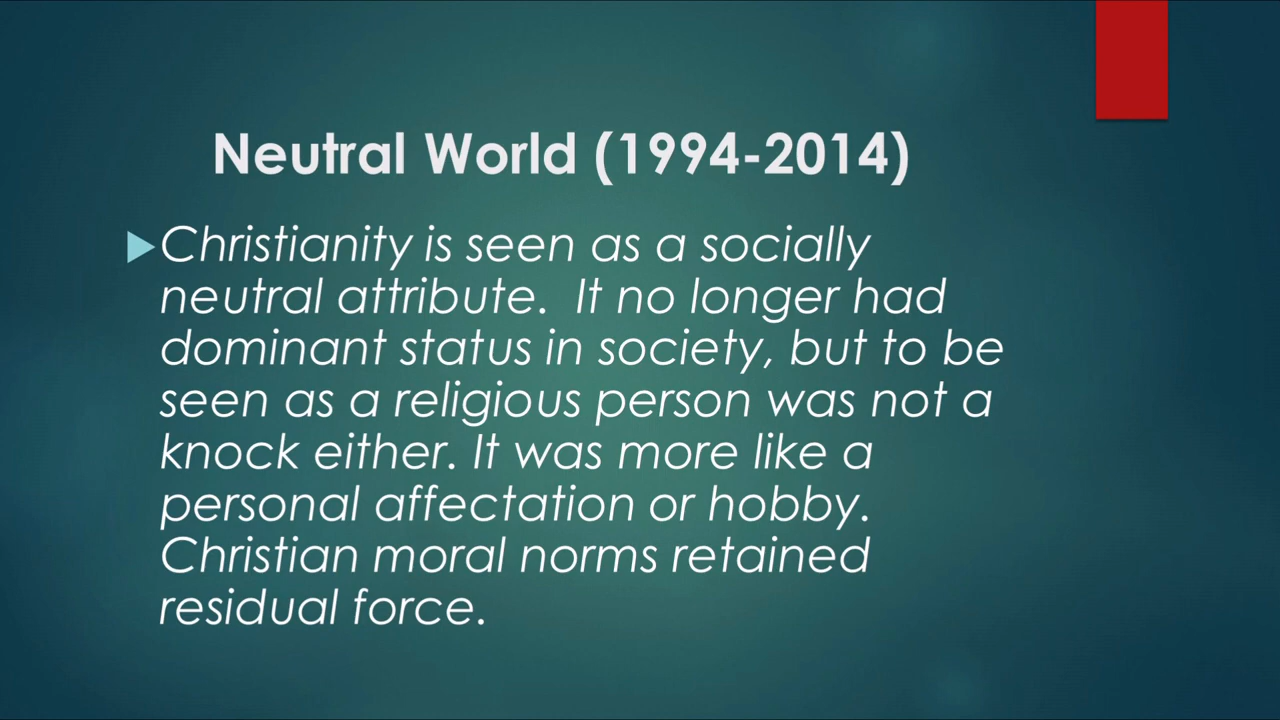 Neutral World (1994-2014)
Christianity is seen as a socially
neutral attribute.  It no longer had
dominant status in society, but to be
seen as a religious person was not a
knock either. It was more like a
personal affectation or hobby.
Christian moral norms retained
residual force.